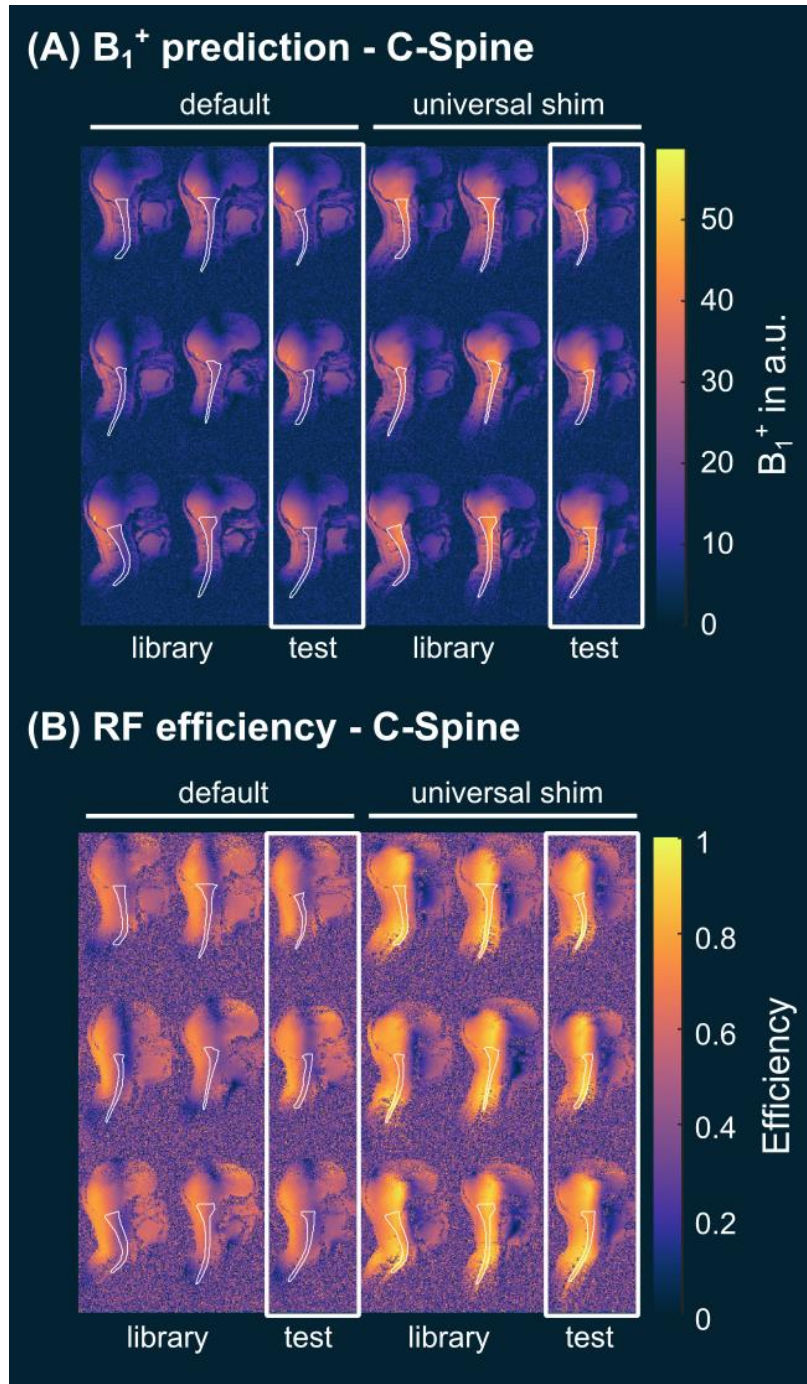 (A) B₁⁺ prediction - C-Spine
default universal shim
50
40
30
20
10
0
B₁⁺ in a.u.
library test library test
(B) RF efficiency - C-Spine
default universal shim
1
0.8
0.6
0.4
0.2
0
Efficiency
library test library test